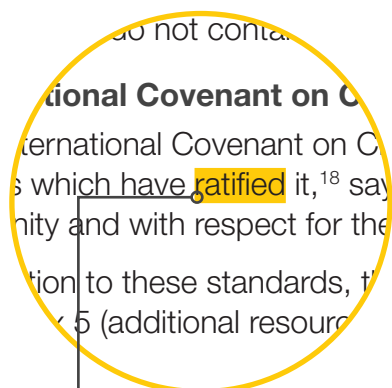 do not conta
tional Covenant on C
ternational Covenant on C
s which have ratified it,18 say
nity and with respect for the
tion to these standards, t
5 (additional resourc